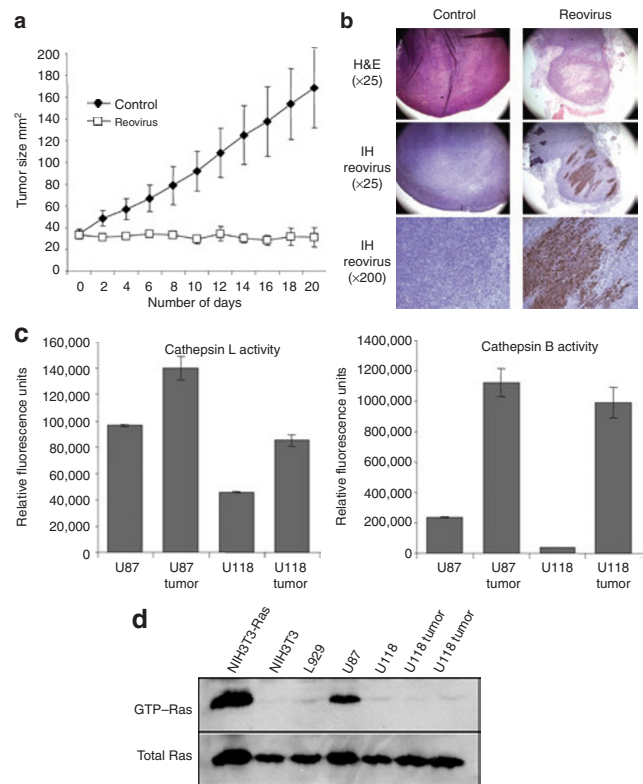 a
Tumor size mm²
200
180
160
140
120
100
80
60
40
20
0
Control
Reovirus
0 2 4 6 8 10 12 14 16 18 20
Number of days
b
Control Reovirus
H&E
(×25)
IH
reovirus
(×25)
IH
reovirus
(×200)
c
Cathepsin L activity
Relative fluorescence units
160,000
140,000
120,000
100,000
80,000
60,000
40,000
20,000
0
U87 U87 U118 U118
tumor tumor
Cathepsin B activity
Relative fluorescence units
1400,000
1200,000
1000,000
800,000
600,000
400,000
200,000
0
U87 U87 U118 U118
tumor tumor
d
NIH3T3-Ras
NIH3T3
L929
U87
U118
U118 tumor
U118 tumor
GTP–Ras
Total Ras